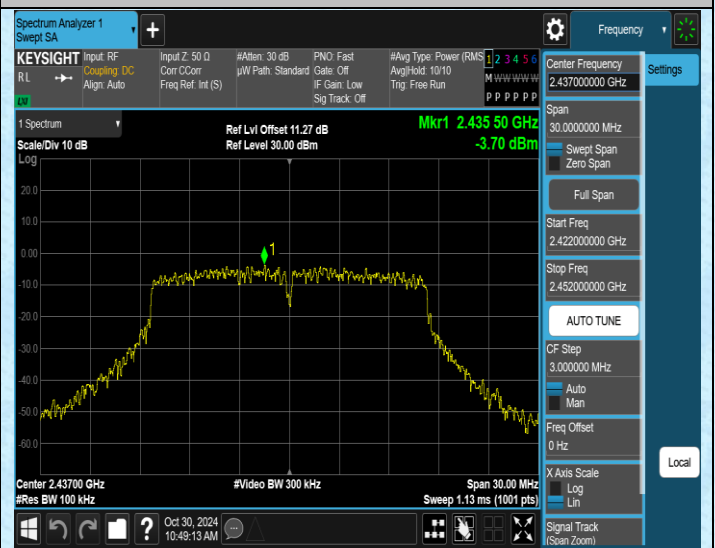 Spectrum Analyzer 1
Swept SA
+
Frequency
KEYSIGHT
RL
Input: RF
Coupling: DC
Align: Auto
Input Z: 50 Ω
Corr CCorr
Freq Ref: Int (S)
#Atten: 30 dB
µW Path: Standard
PNO: Fast
Gate: Off
IF Gain: Low
Sig Track: Off
#Avg Type: Power (RMS
Avg|Hold: 10/10
Trig: Free Run
1 2 3 4 5 6
M W W W W W
P P P P P P
LXI
Center Frequency
2.437000000 GHz
Settings
Span
30.0000000 MHz
Swept Span
Zero Span
Full Span
Start Freq
2.422000000 GHz
Stop Freq
2.452000000 GHz
AUTO TUNE
CF Step
3.000000 MHz
Auto
Man
Freq Offset
0 Hz
X Axis Scale
Log
Lin
Signal Track
(Span Zoom)
Local
1 Spectrum
Scale/Div 10 dB
Log
Ref Lvl Offset 11.27 dB
Ref Level 30.00 dBm
Mkr1 2.435 50 GHz
-3.70 dBm
20.0
10.0
0.00
-10.0
-20.0
-30.0
-40.0
-50.0
-60.0
1
Center 2.43700 GHz
#Res BW 100 kHz
#Video BW 300 kHz
Span 30.00 MHz
Sweep 1.13 ms (1001 pts)
?
Oct 30, 2024
10:49:13 AM